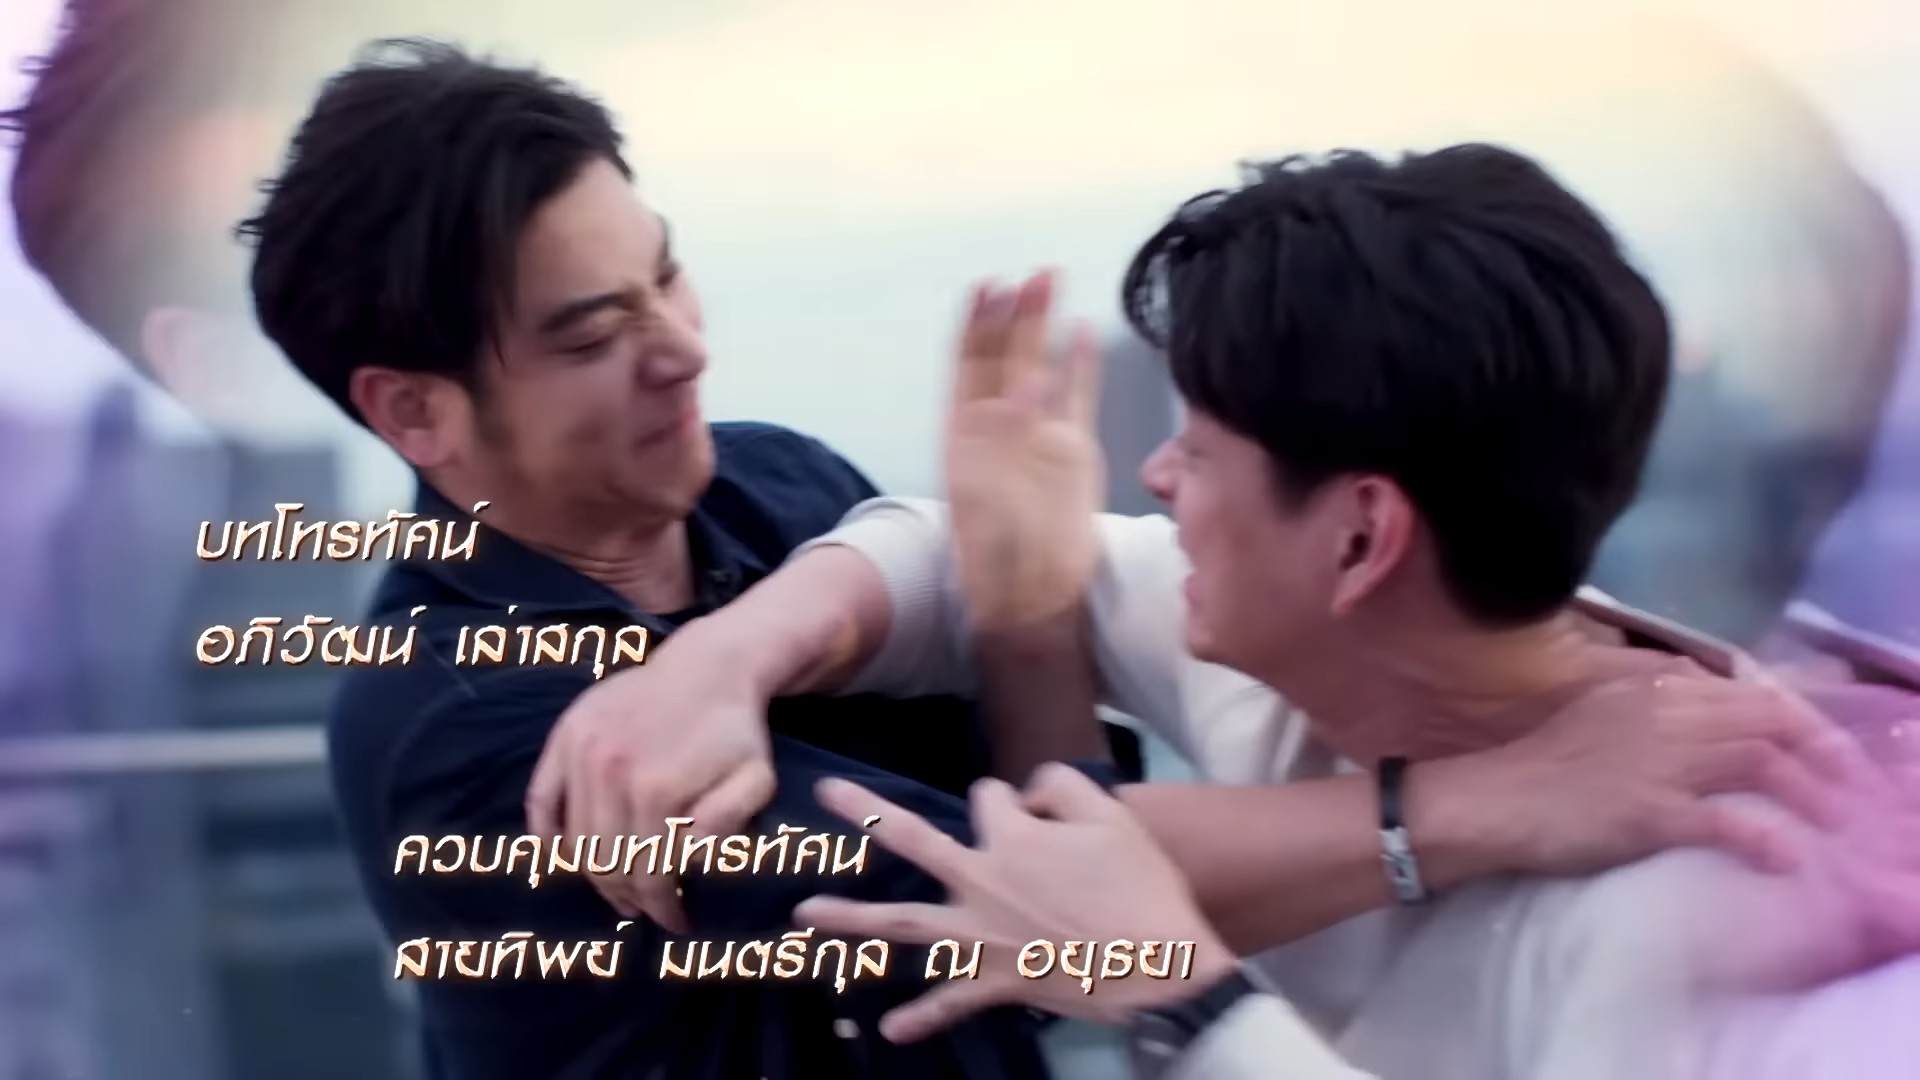 บทโทรทัศน์
อภิวัฒน์ เล่าสกุล
ควบคุมบทโทรทัศน์
สายทิพย์ มนตรีกุล ณ อยุธยา